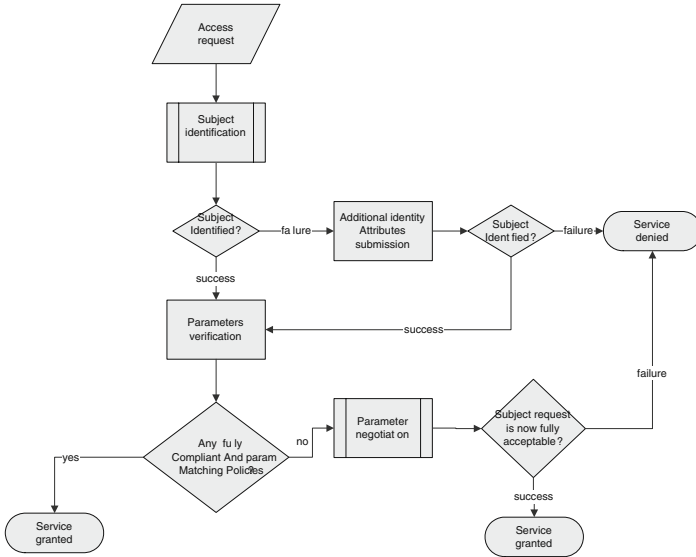 Access
request
Subject
identification
Subject
Identified?
fa lure
Additional identity
Attributes
submission
Subject
Ident fied?
failure
Service
denied
success
Parameters
verification
success
failure
Any fu ly
Compliant And param
Matching Policies?
yes
no
Parameter
negotiat on
Subject request
is now fully
acceptable?
success
Service
granted
Service
granted